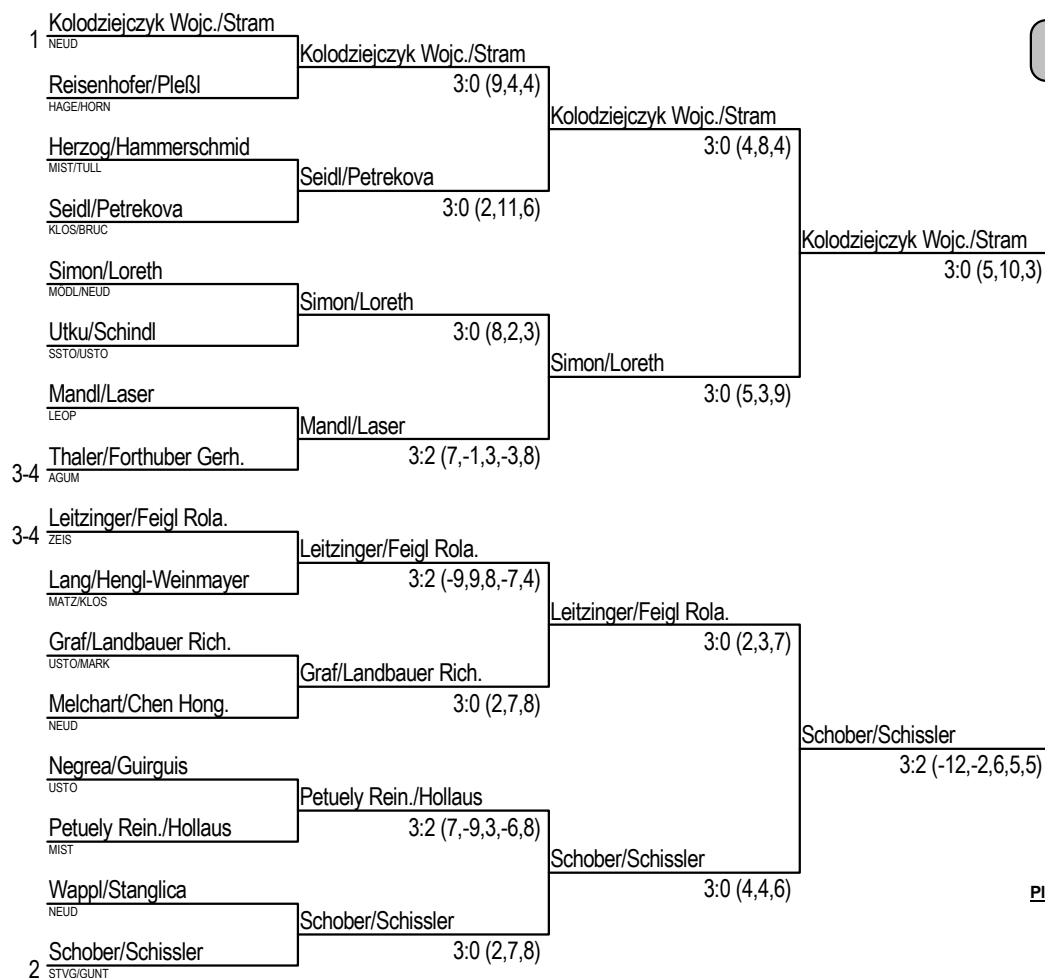 Kolodziejczyk Wojc./Stram
1
NEUD
Kolodziejczyk Wojc./Stram
Reisenhofer/Pleßl
3:0 (9,4,4)
HAGE/HORN
Kolodziejczyk Wojc./Stram
Herzog/Hammerschmid
3:0 (4,8,4)
MIST/TULL
Seidl/Petrekova
Seidl/Petrekova
3:0 (2,11,6)
KLOS/BRUC
Kolodziejczyk Wojc./Stram
Simon/Loreth
3:0 (5,10,3)
MÖDL/NEUD
Simon/Loreth
Utku/Schindl
3:0 (8,2,3)
SSTO/USTO
Simon/Loreth
Mandl/Laser
3:0 (5,3,9)
LEOP
Mandl/Laser
Thaler/Forthuber Gerh.
3:2 (7,-1,3,-3,8)
3-4
AGUM
Leitzinger/Feigl Rola.
3-4
ZEIS
Leitzinger/Feigl Rola.
Lang/Hengl-Weinmayer
3:2 (-9,9,8,-7,4)
MATZ/KLOS
Leitzinger/Feigl Rola.
Graf/Landbauer Rich.
3:0 (2,3,7)
USTO/MARK
Graf/Landbauer Rich.
Melchart/Chen Hong.
3:0 (2,7,8)
NEUD
Schober/Schissler
Negrea/Guirguis
3:2 (-12,-2,6,5,5)
USTO
Petuely Rein./Hollaus
Petuely Rein./Hollaus
3:2 (7,-9,3,-6,8)
MIST
Schober/Schissler
Wappl/Stanglica
3:0 (4,4,6)
NEUD
Schober/Schissler
Schober/Schissler
3:0 (2,7,8)
2
STVG/GUNT